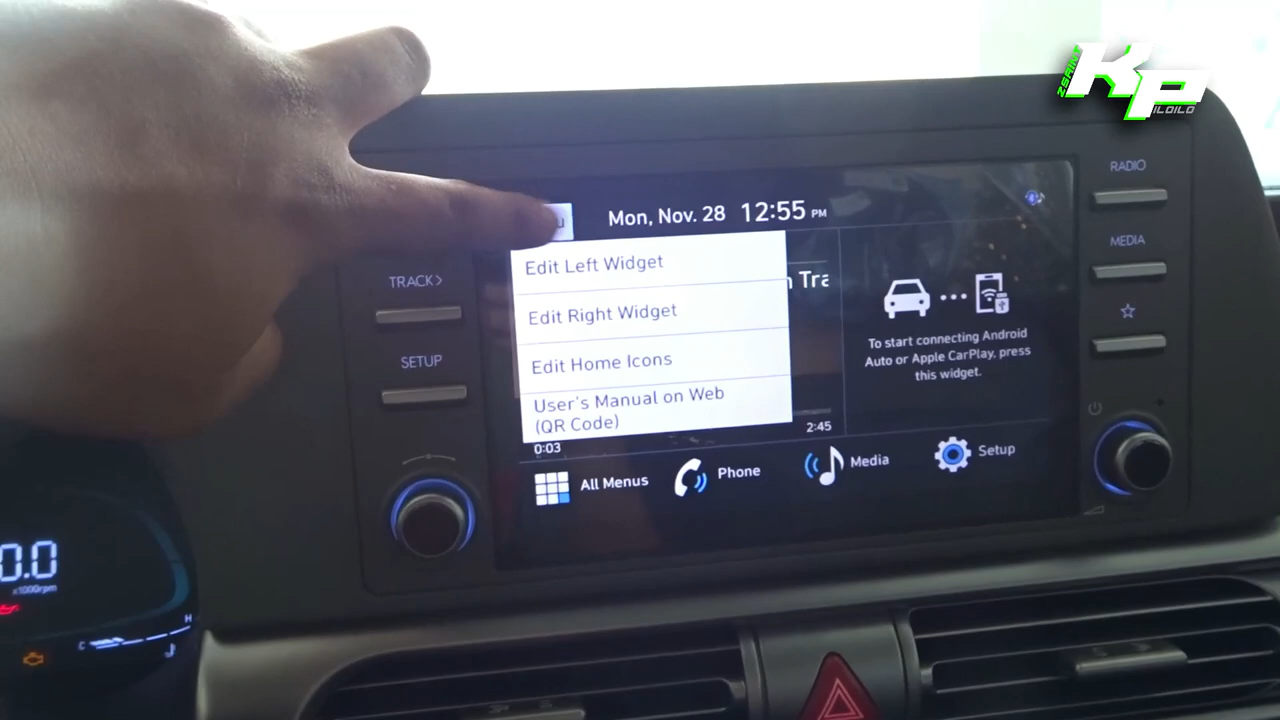 KP
ILOILO
RADIO
MEDIA
TRACK>
SETUP
Mon, Nov. 28 12:55 PM
Edit Left Widget
Edit Right Widget
Edit Home Icons
User's Manual on Web
(QR Code)
To start connecting Android
Auto or Apple CarPlay, press
this widget.
0:03
2:45
All Menus
Phone
Media
Setup
0.0
x1000rpm
C
H